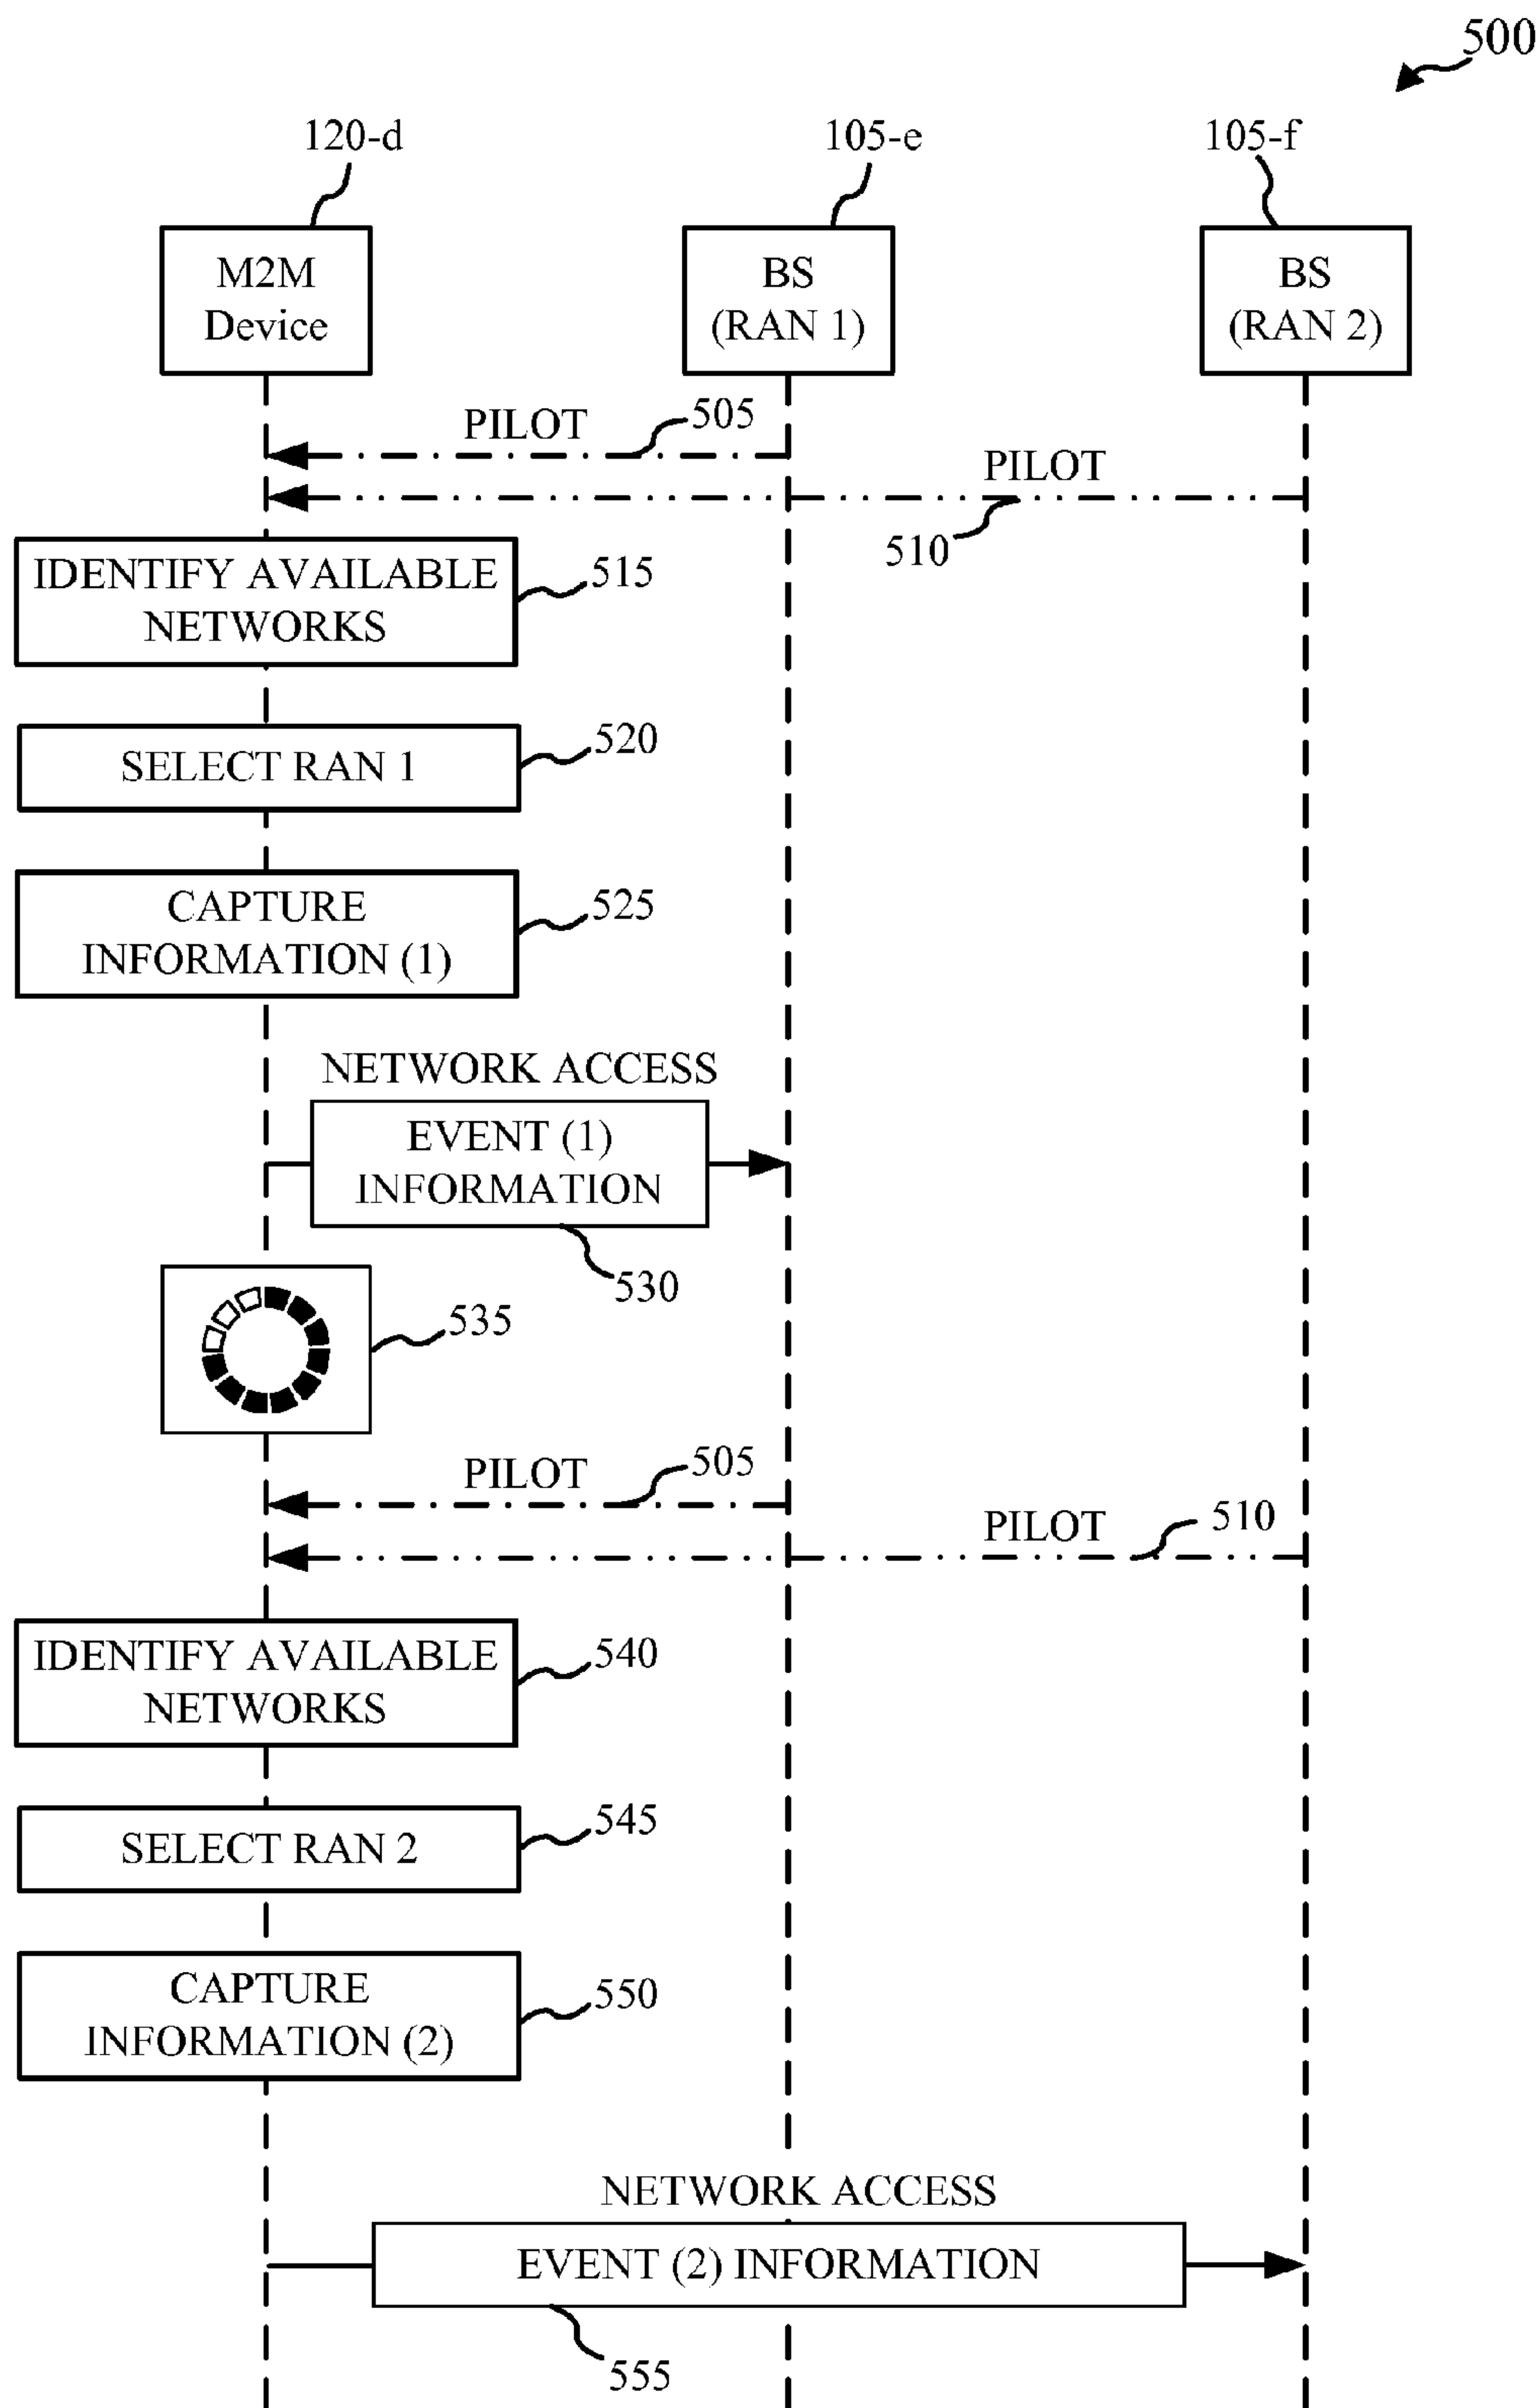 500
120-d
105-e
105-f
M2M
Device
BS
(RAN 1)
BS
(RAN 2)
PILOT
505
PILOT
510
IDENTIFY AVAILABLE
NETWORKS
515
SELECT RAN 1
520
CAPTURE
INFORMATION (1)
525
NETWORK ACCESS
EVENT (1)
INFORMATION
530
535
PILOT
505
PILOT
510
IDENTIFY AVAILABLE
NETWORKS
540
SELECT RAN 2
545
CAPTURE
INFORMATION (2)
550
NETWORK ACCESS
EVENT (2) INFORMATION
555